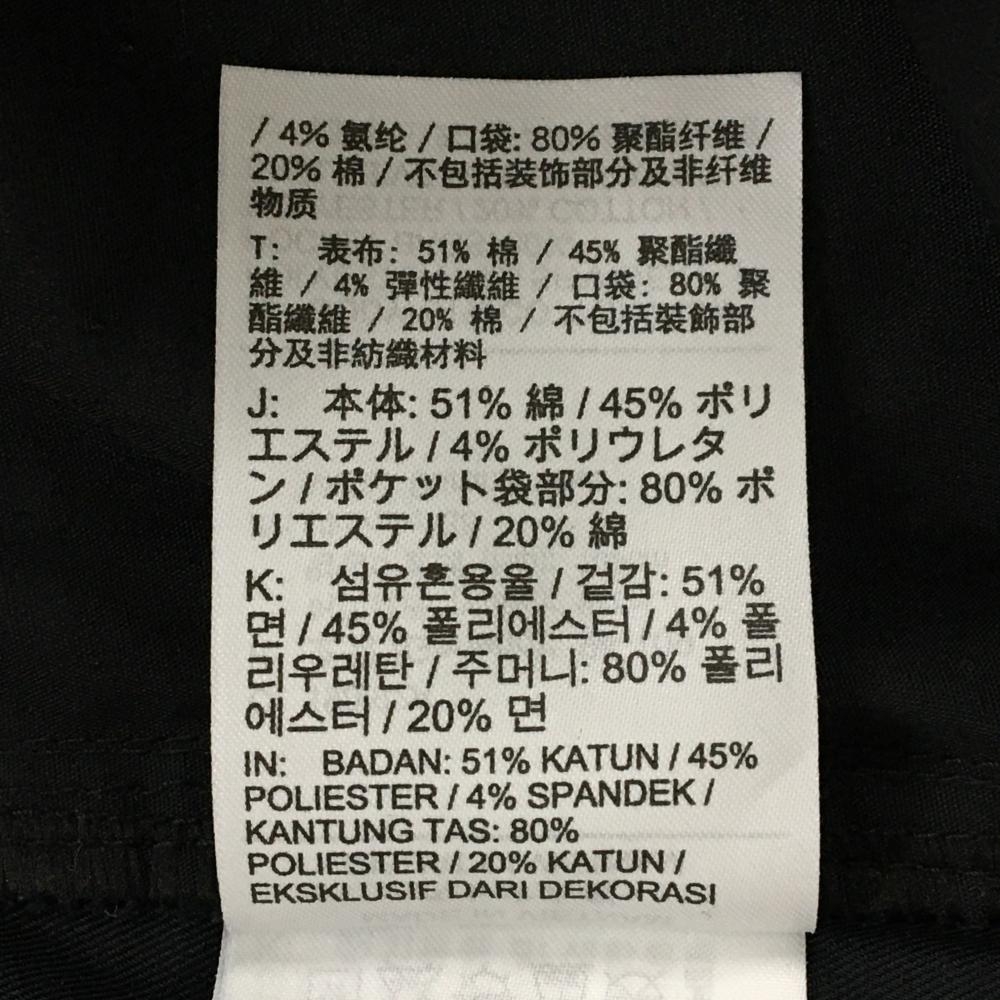 / 4% 氨纶 / 口袋: 80% 聚酯纤维 /
20% 棉 / 不包括装饰部分及非纤维
物质
T: 表布: 51% 棉 / 45% 聚酯纖
維 / 4% 彈性纖維 / 口袋: 80% 聚
酯纖維 / 20% 棉 / 不包括裝飾部
分及非紡織材料
J: 本体: 51% 綿 / 45% ポリ
エステル / 4% ポリウレタ
ン / ポケット袋部分: 80% ポ
リエステル / 20% 綿
K: 섬유혼용율 / 겉감: 51%
면 / 45% 폴리에스터 / 4% 폴
리우레탄 / 주머니: 80% 폴리
에스터 / 20% 면
IN: BADAN: 51% KATUN / 45%
POLIESTER / 4% SPANDEK /
KANTUNG TAS: 80%
POLIESTER / 20% KATUN /
EKSKLUSIF DARI DEKORASI